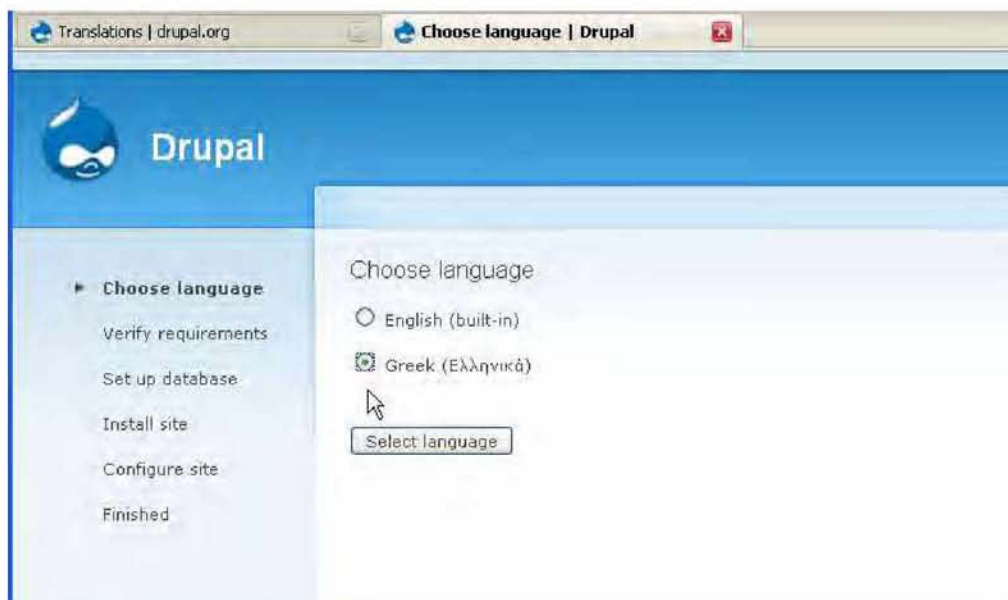 Translations | drupal.org
Choose language | Drupal
Drupal
Choose language
Verify requirements
Set up database
Install site
Configure site
Finished
Choose language
English (built-in)
Greek (Ελληνικά)
Select language